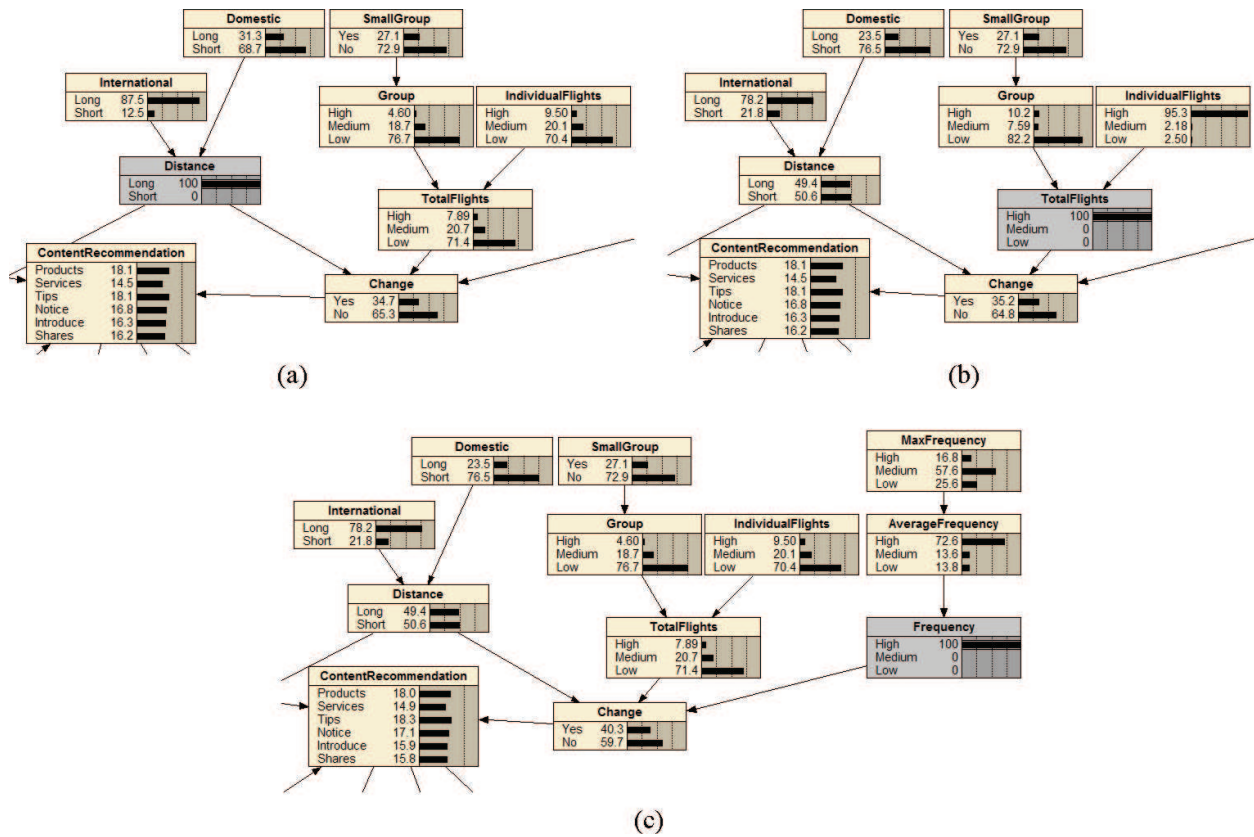 Domestic
Long 31.3
Short 68.7
SmallGroup
Yes 27.1
No 72.9
International
Long 87.5
Short 12.5
Group
High 4.60
Medium 18.7
Low 76.7
IndividualFlights
High 9.50
Medium 20.1
Low 70.4
Distance
Long 100
Short 0
TotalFlights
High 7.89
Medium 20.7
Low 71.4
ContentRecommendation
Products 18.1
Services 14.5
Tips 18.1
Notice 16.8
Introduce 16.3
Shares 16.2
Change
Yes 34.7
No 65.3
(a)
Domestic
Long 23.5
Short 76.5
SmallGroup
Yes 27.1
No 72.9
International
Long 78.2
Short 21.8
Group
High 10.2
Medium 7.59
Low 82.2
IndividualFlights
High 95.3
Medium 2.18
Low 2.50
Distance
Long 49.4
Short 50.6
TotalFlights
High 100
Medium 0
Low 0
ContentRecommendation
Products 18.1
Services 14.5
Tips 18.1
Notice 16.8
Introduce 16.3
Shares 16.2
Change
Yes 35.2
No 64.8
(b)
Domestic
Long 23.5
Short 76.5
SmallGroup
Yes 27.1
No 72.9
MaxFrequency
High 16.8
Medium 57.6
Low 25.6
International
Long 78.2
Short 21.8
Group
High 4.60
Medium 18.7
Low 76.7
IndividualFlights
High 9.50
Medium 20.1
Low 70.4
AverageFrequency
High 72.6
Medium 13.6
Low 13.8
Distance
Long 49.4
Short 50.6
TotalFlights
High 7.89
Medium 20.7
Low 71.4
Frequency
High 100
Medium 0
Low 0
ContentRecommendation
Products 18.0
Services 14.9
Tips 18.3
Notice 17.1
Introduce 15.9
Shares 15.8
Change
Yes 40.3
No 59.7
(c)